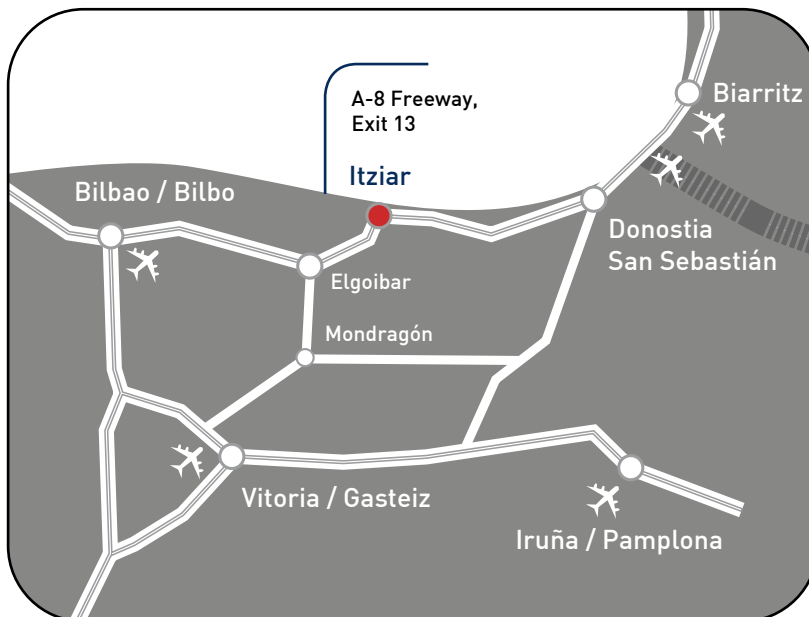 A-8 Freeway,
Exit 13
Itziar
Biarritz
Bilbao / Bilbo
Donostia
San Sebastián
Elgoibar
Mondragón
Vitoria / Gasteiz
Iruña / Pamplona